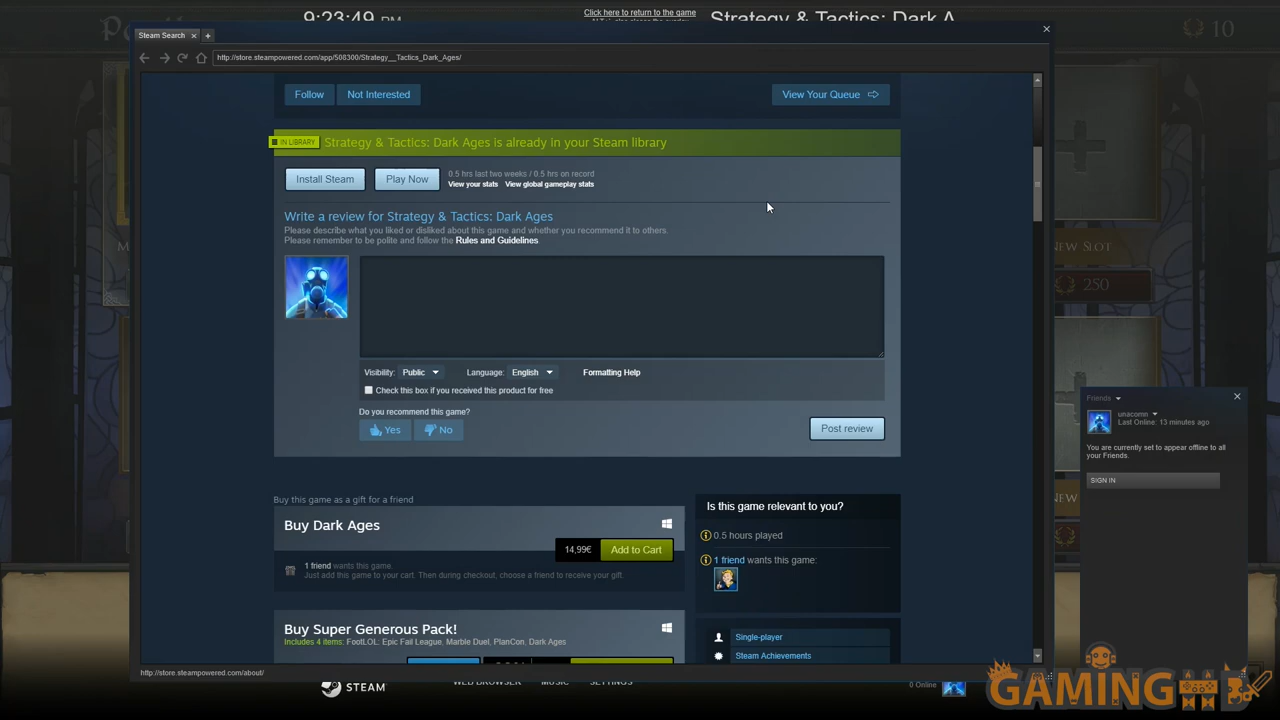 9:23:49 PM
Click here to return to the game
Strategy & Tactics: Dark A
10
Steam Search
http://store.steampowered.com/app/508300/Strategy__Tactics_Dark_Ages/
Follow
Not Interested
View Your Queue
IN LIBRARY
Strategy & Tactics: Dark Ages is already in your Steam library
Install Steam
Play Now
0.5 hrs last two weeks / 0.5 hrs on record
View your stats View global gameplay stats
Write a review for Strategy & Tactics: Dark Ages
Please describe what you liked or disliked about this game and whether you recommend it to others.
Please remember to be polite and follow the Rules and Guidelines
NEW SLOT
250
Visibility: Public
Language: English
Formatting Help
Check this box if you received this product for free
Do you recommend this game?
Yes
No
Post review
Friends
unacomn
Last Online: 13 minutes ago
You are currently set to appear offline to all
your Friends.
SIGN IN
NEW
Buy this game as a gift for a friend
Buy Dark Ages
14,99€
Add to Cart
1 friend wants this game.
Just add this game to your cart. Then during checkout, choose a friend to receive your gift.
Is this game relevant to you?
0.5 hours played
1 friend wants this game:
Buy Super Generous Pack!
Includes 4 items: FootLOL: Epic Fail League, Marble Duel, PlanCon, Dark Ages
Single-player
Steam Achievements
http://store.steampowered.com/about/
STEAM
WEB BROWSER
MUSIC
SETTINGS
0 Online
GAMING